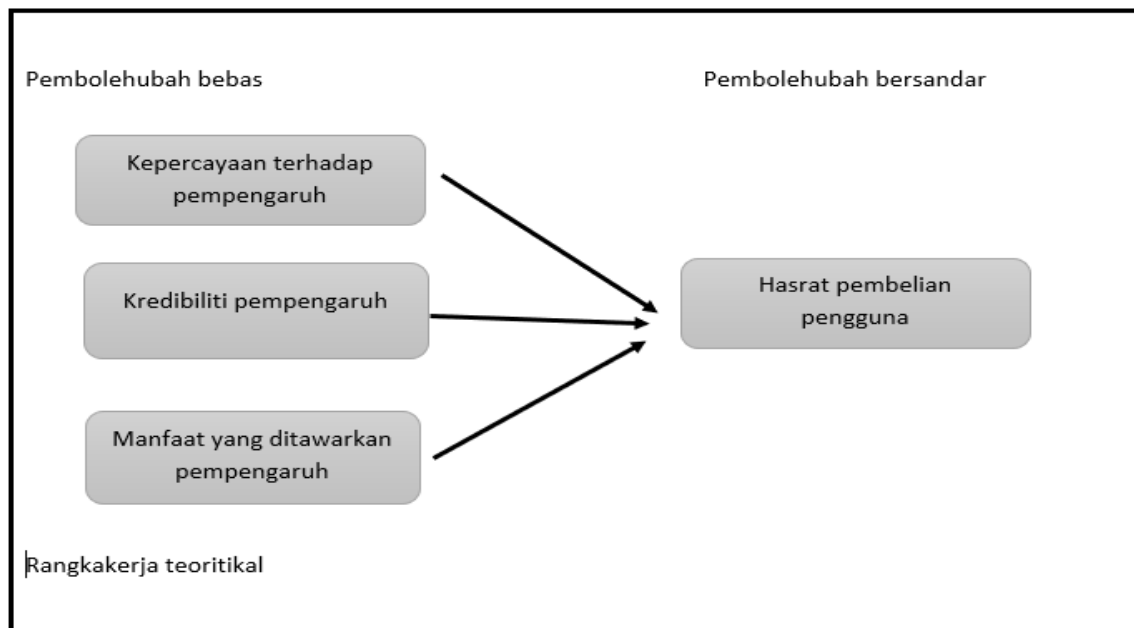 Pembolehubah bebas
Pembolehubah bersandar
Kepercayaan terhadap
pempengaruh
Kredibiliti pempengaruh
Manfaat yang ditawarkan
pempengaruh
Hasrat pembelian
pengguna
Rangkakerja teoritikal